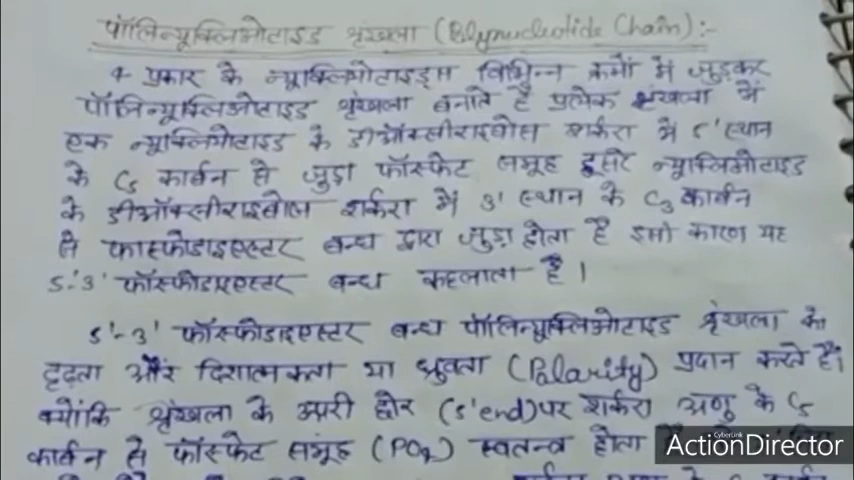 पॉलिन्यूक्लिओटाइड श्रृंखला (Polynucleotide Chain):-
4 प्रकार के न्यूक्लिओटाइड्स विभिन्न क्रमों में जुड़कर
पॉलिन्यूक्लिओटाइड श्रृंखला बनाते है प्रत्येक श्रृंखला में
एक न्यूक्लिओटाइड के डीऑक्सीराइबोस शर्करा में 5' स्थान
के C5 कार्बन से जुड़ा फॉस्फेट समूह दूसरे न्यूक्लिओटाइड
के डीऑक्सीराइबोस शर्करा में 3' स्थान के C3 कार्बन
से फास्फोडाइएस्टर बन्ध द्वारा जुड़ा होता है इसी कारण यह
5'-3' फॉस्फोडाइएस्टर बन्ध कहलाता है।
5'-3' फॉस्फोडाइएस्टर बन्ध पॉलिन्यूक्लिओटाइड श्रृंखला को
दृढ़ता और दिशात्मकता या ध्रुवता (Polarity) प्रदान करते है।
क्योंकि श्रृंखला के ऊपरी छोर (5'end) पर शर्करा अणु के C5
कार्बन से फॉस्फेट समूह (PO4) स्वतन्त्र होता
CyberLink
ActionDirector